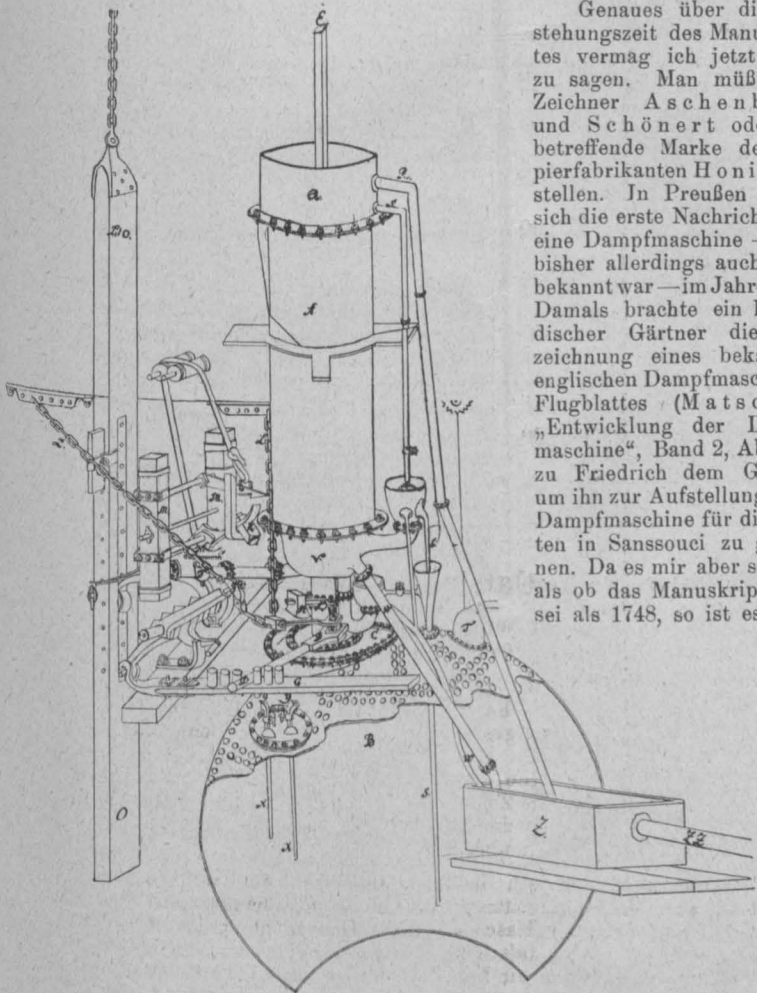 Genaues über di
stehungszeit des Manu
tes vermag ich jetzt
zu sagen. Man müß
Zeichner Aschenb
und Schönert ode
betreffende Marke de
pierfabrikanten Honi
stellen. In Preußen
sich die erste Nachrich
eine Dampfmaschine -
bisher allerdings auch
bekannt war — im Jahr
Damals brachte ein l
discher Gärtner die
zeichnung eines bek
englischen Dampfmasc
Flugblattes (Matsc
„Entwicklung der D
maschine“, Band 2, Al
zu Friedrich dem G
um ihn zur Aufstellung
Dampfmaschine für di
ten in Sanssouci zu g
nen. Da es mir aber s
als ob das Manuskrip
sei als 1748, so ist es
E
a.
A
B
G
O
x
x
s
Z
ZZ